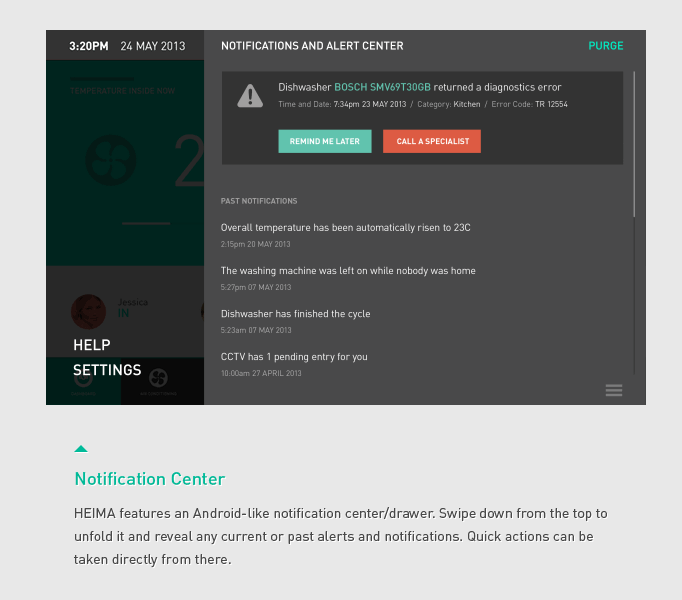 3:20PM 24 MAY 2013
NOTIFICATIONS AND ALERT CENTER
PURGE
TEMPERATURE INSIDE NOW
2
Jessica
IN
HELP
SETTINGS
Dishwasher BOSCH SMV69T30GB returned a diagnostics error
Time and Date: 7:34pm 23 MAY 2013 / Category: Kitchen / Error Code: TR 12554
REMIND ME LATER
CALL A SPECIALIST
PAST NOTIFICATIONS
Overall temperature has been automatically risen to 23C
2:15pm 20 MAY 2013
The washing machine was left on while nobody was home
5:27pm 07 MAY 2013
Dishwasher has finished the cycle
5:23am 07 MAY 2013
CCTV has 1 pending entry for you
10:00am 27 APRIL 2013
Notification Center
HEIMA features an Android-like notification center/drawer. Swipe down from the top to
unfold it and reveal any current or past alerts and notifications. Quick actions can be
taken directly from there.